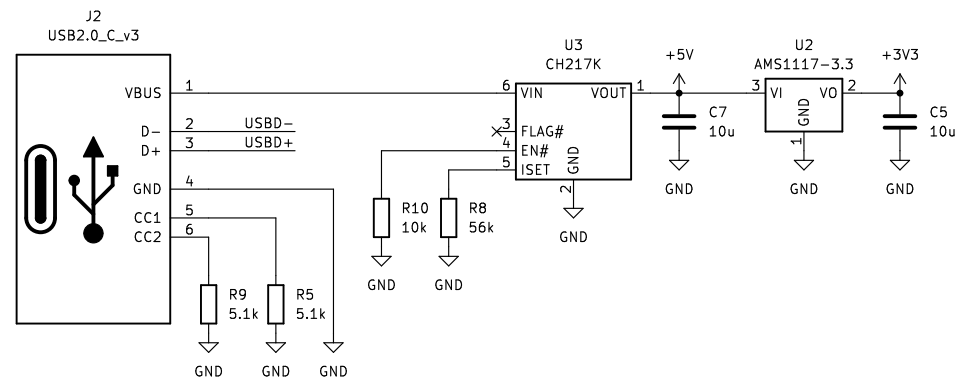 J2
USB2.0_C_v3
VBUS 1
D- 2 USBD-
D+ 3 USBD+
GND 4
CC1 5
CC2 6
R9
5.1k
R5
5.1k
GND
GND
GND
U3
CH217K
6 VIN
VOUT 1
3 FLAG#
4 EN#
5 ISET
GND
2
GND
R10
10k
R8
56k
GND
GND
+5V
C7
10u
GND
U2
AMS1117-3.3
3 VI
VO 2
GND
1
GND
+3V3
C5
10u
GND